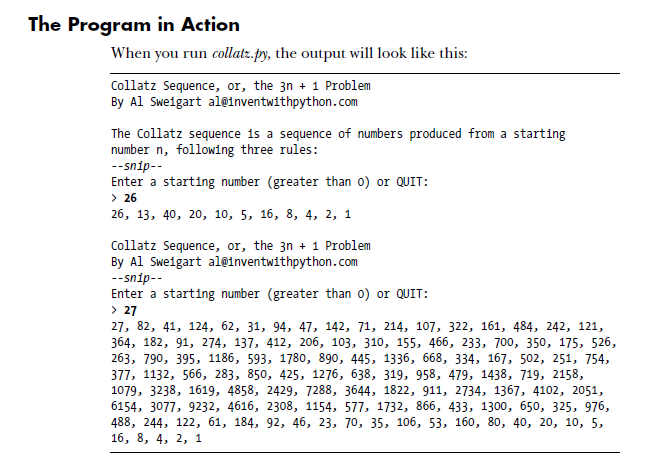 The Program in Action
When you run collatz.py, the output will look like this:
Collatz Sequence, or, the 3n + 1 Problem
By Al Sweigart al@inventwithpython.com
The Collatz sequence is a sequence of numbers produced from a starting
number n, following three rules:
--snip--
Enter a starting number (greater than 0) or QUIT:
> 26
26, 13, 40, 20, 10, 5, 16, 8, 4, 2, 1
Collatz Sequence, or, the 3n + 1 Problem
By Al Sweigart al@inventwithpython.com
--snip--
Enter a starting number (greater than 0) or QUIT:
> 27
27, 82, 41, 124, 62, 31, 94, 47, 142, 71, 214, 107, 322, 161, 484, 242, 121,
364, 182, 91, 274, 137, 412, 206, 103, 310, 155, 466, 233, 700, 350, 175, 526,
263, 790, 395, 1186, 593, 1780, 890, 445, 1336, 668, 334, 167, 502, 251, 754,
377, 1132, 566, 283, 850, 425, 1276, 638, 319, 958, 479, 1438, 719, 2158,
1079, 3238, 1619, 4858, 2429, 7288, 3644, 1822, 911, 2734, 1367, 4102, 2051,
6154, 3077, 9232, 4616, 2308, 1154, 577, 1732, 866, 433, 1300, 650, 325, 976,
488, 244, 122, 61, 184, 92, 46, 23, 70, 35, 106, 53, 160, 80, 40, 20, 10, 5,
16, 8, 4, 2, 1